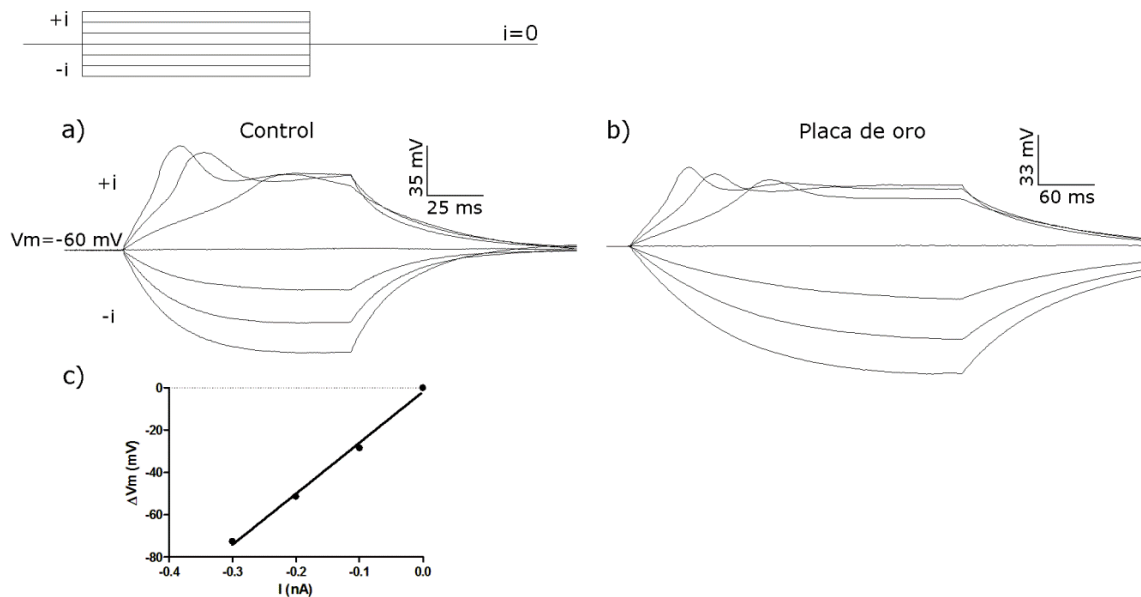 +i
i=0
-i
a)
Control
35 mV
25 ms
+i
Vm=-60 mV
-i
b)
Placa de oro
33 mV
60 ms
c)
0
-20
-40
-60
-80
ΔVm (mV)
-0.4
-0.3
-0.2
-0.1
0.0
I (nA)